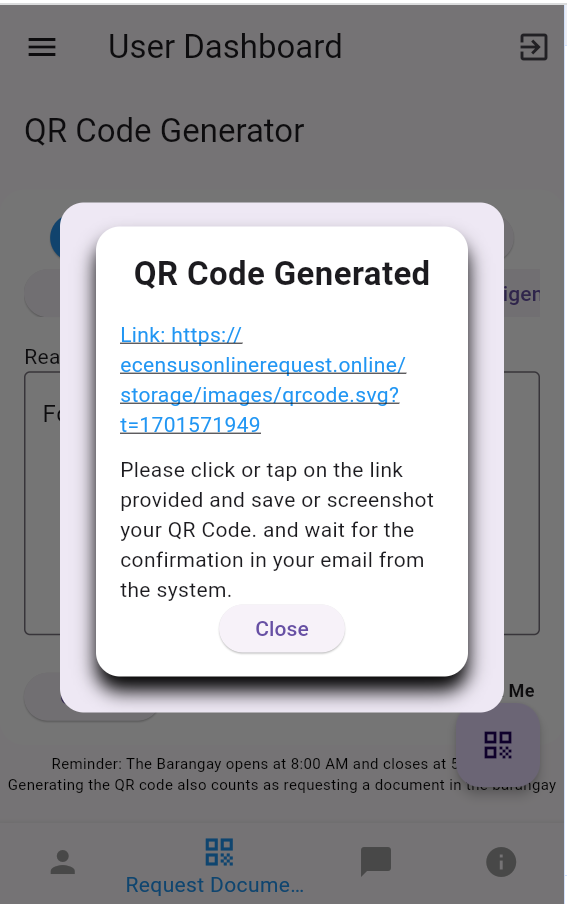 User Dashboard
QR Code Generator
QR Code Generated
igen
Link: https://
ecensusonlinerequest.online/
storage/images/qrcode.svg?
t=1701571949
Rea
Fo
Please click or tap on the link
provided and save or screenshot
your QR Code. and wait for the
confirmation in your email from
the system.
Close
Me
Reminder: The Barangay opens at 8:00 AM and closes at 5
Generating the QR code also counts as requesting a document in the barangay
Request Docume...